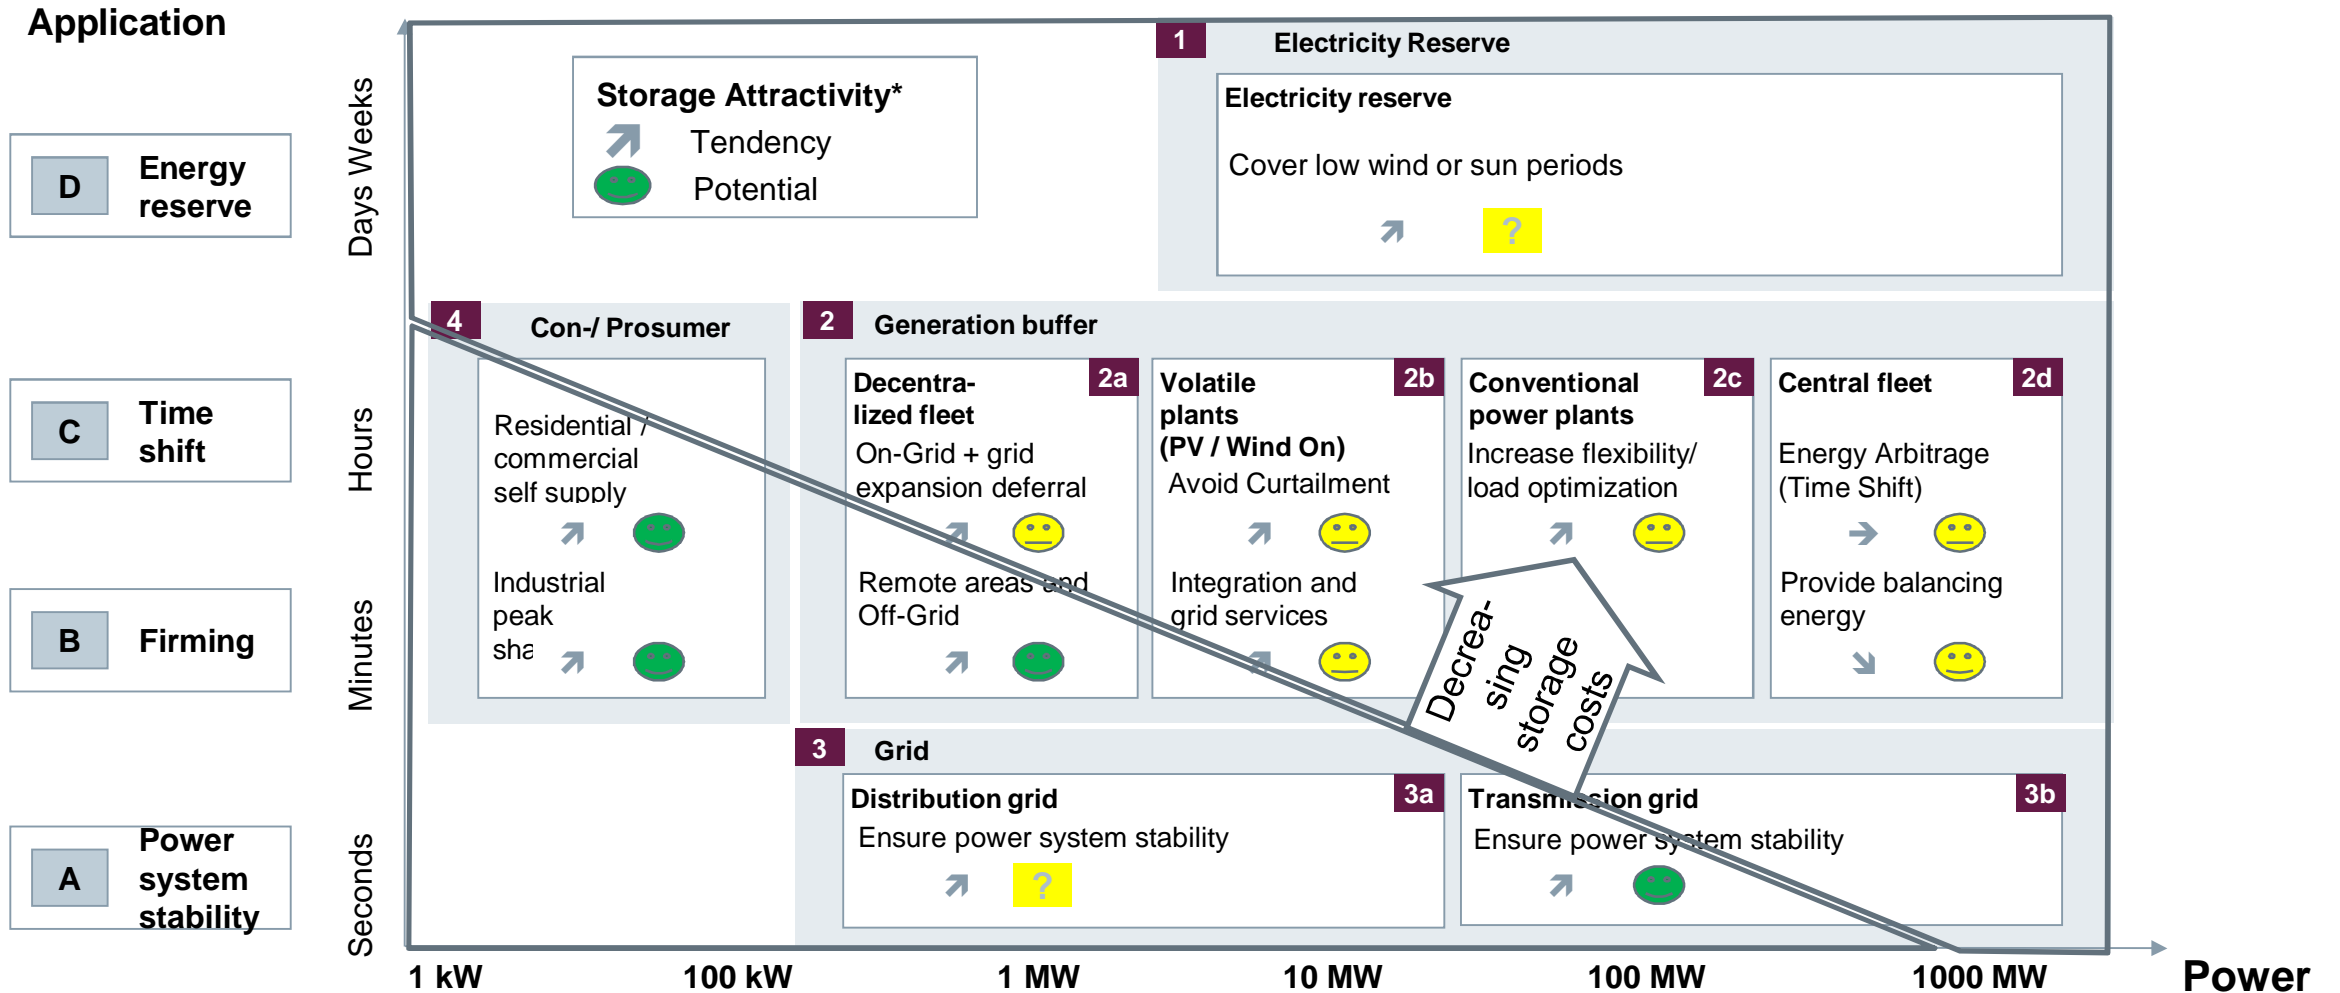 Application
D
Energy
reserve
C
Time
shift
B
Firming
A
Power
system
stability
Days Weeks
Hours
Minutes
Seconds
Storage Attractivity*
Tendency
Potential
1
Electricity Reserve
Electricity reserve
Cover low wind or sun periods
?
4
Con-/ Prosumer
Residential /
commercial
self supply
Industrial
peak
sha
2
Generation buffer
Decentra-
lized fleet
2a
On-Grid + grid
expansion deferral
Remote areas and
Off-Grid
Volatile
plants
(PV / Wind On)
2b
Avoid Curtailment
Integration and
grid services
Conventional
power plants
2c
Increase flexibility/
load optimization
Central fleet
2d
Energy Arbitrage
(Time Shift)
Provide balancing
energy
Decrea-
sing
storage
costs
3
Grid
Distribution grid
3a
Ensure power system stability
?
Transmission grid
3b
Ensure power system stability
1 kW
100 kW
1 MW
10 MW
100 MW
1000 MW
Power